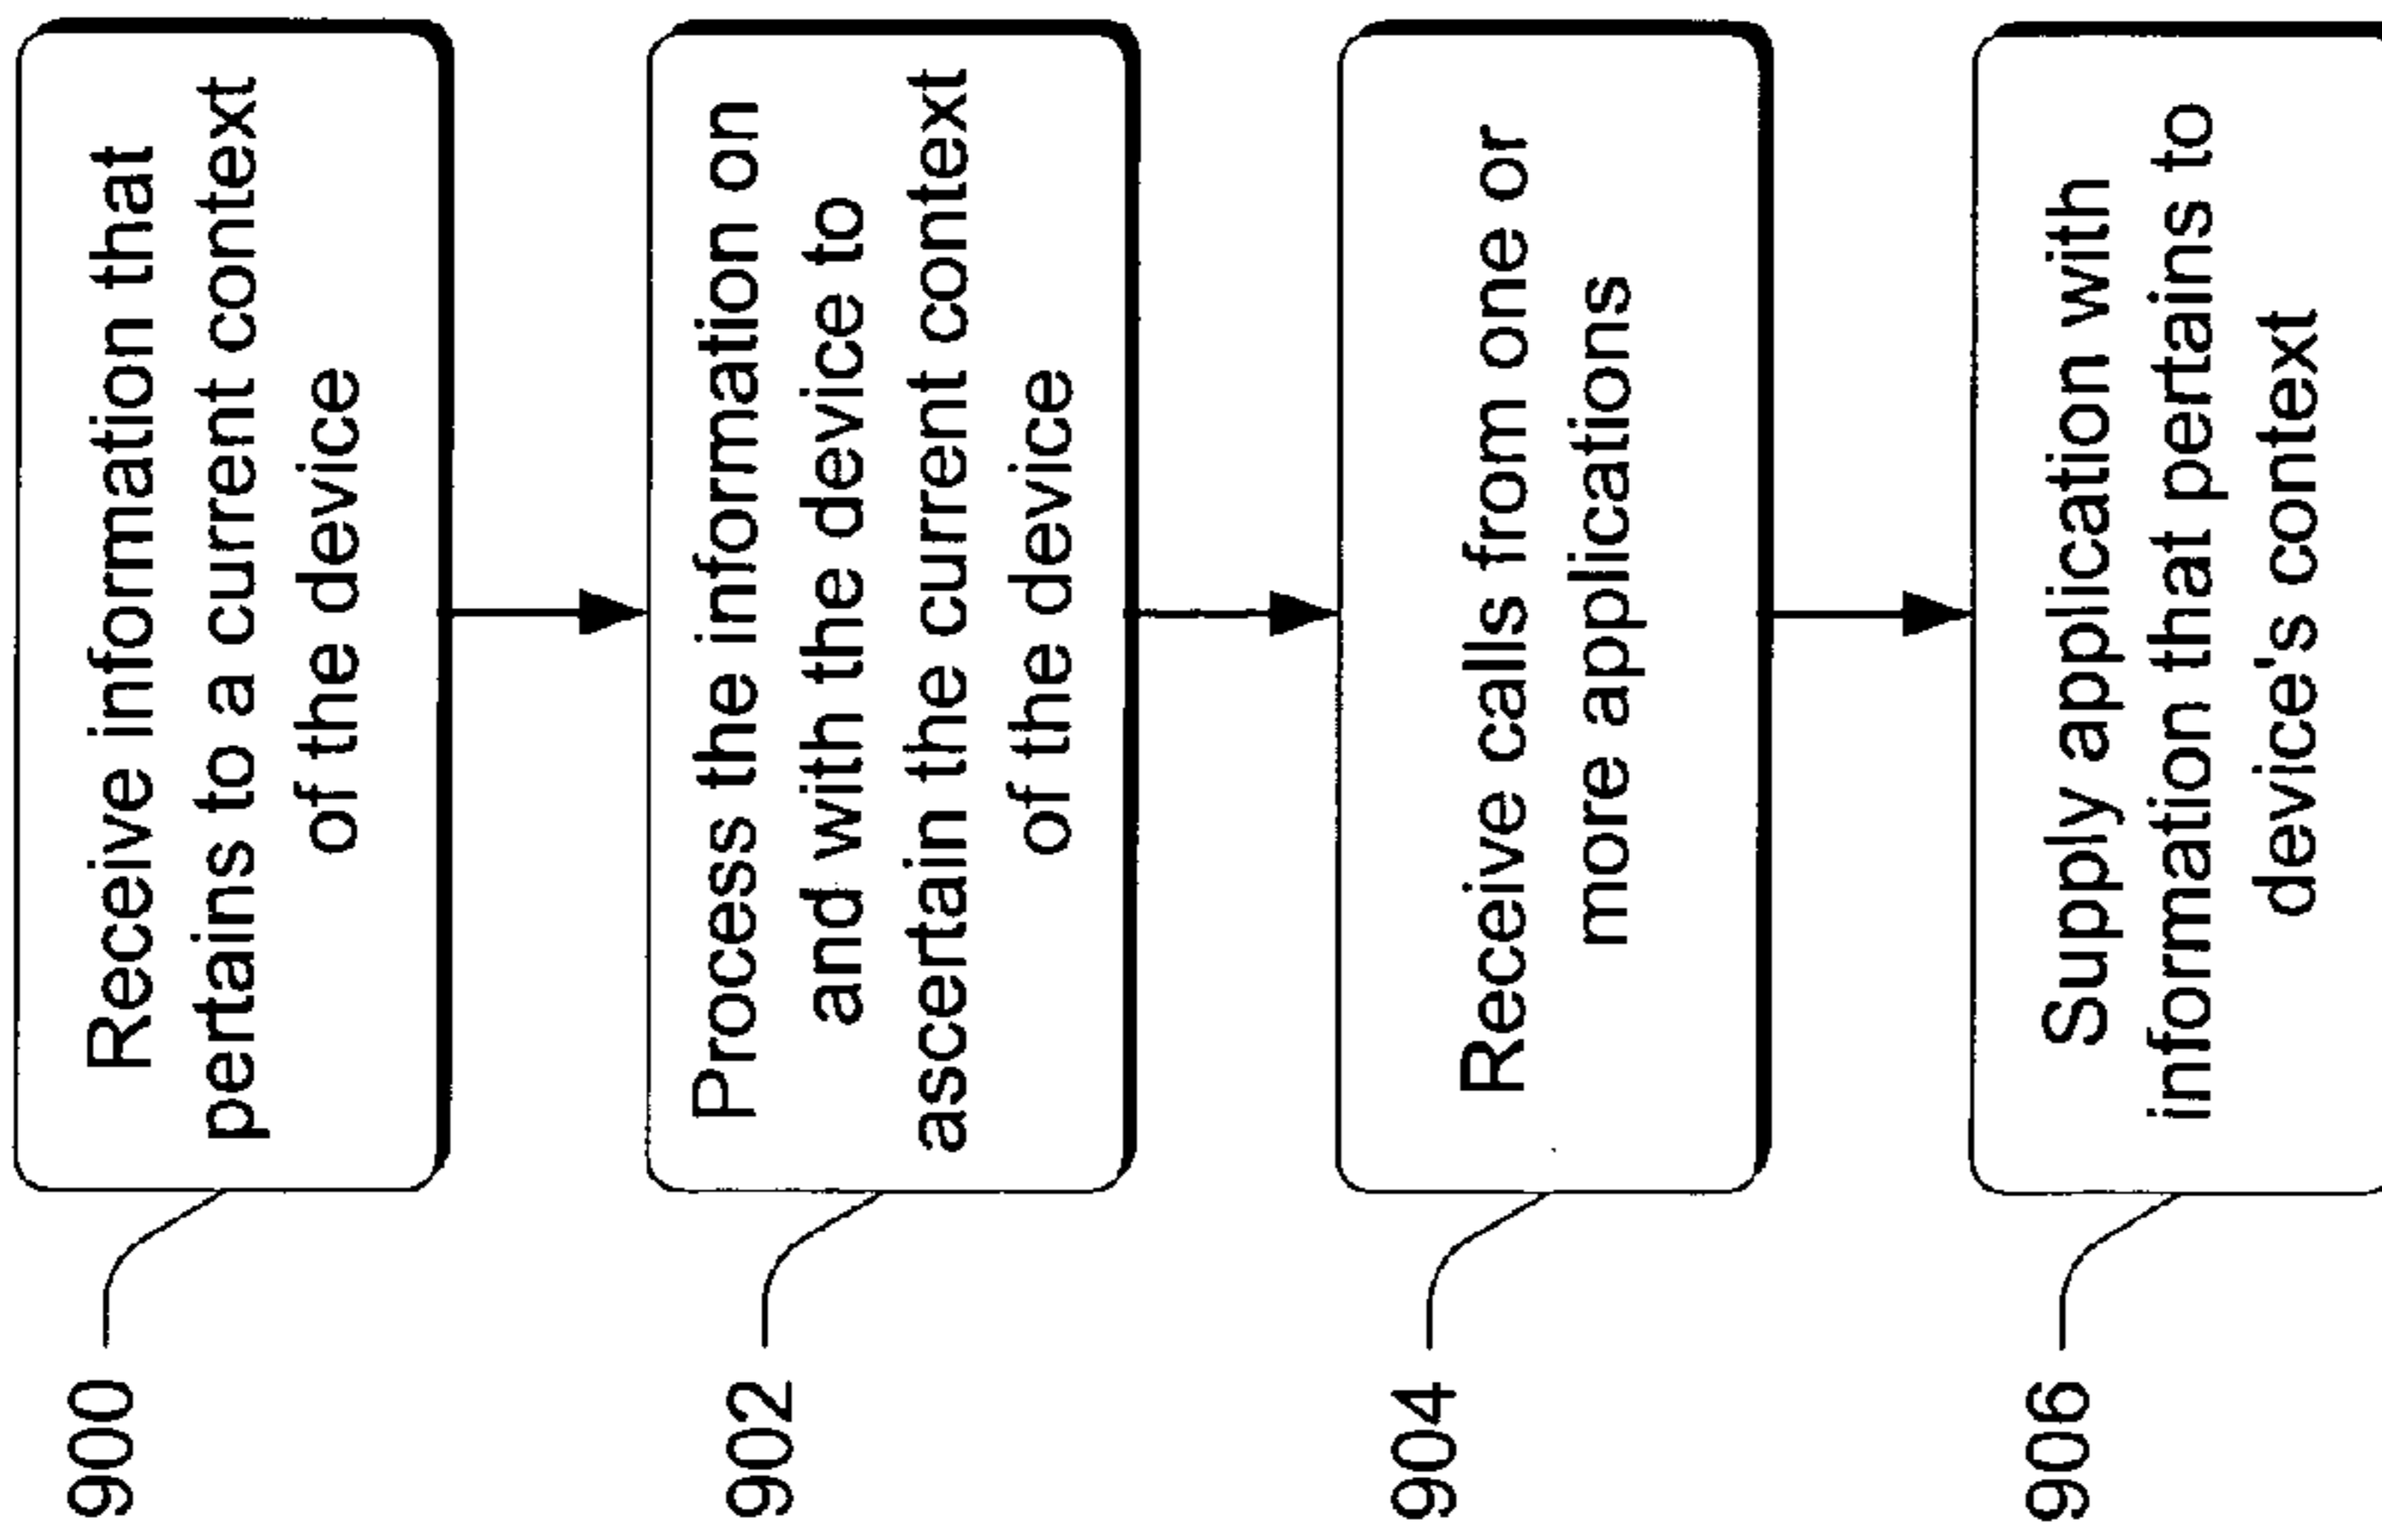 900
Receive information that
pertains to a current context
of the device
902
Process the information on
and with the device to
ascertain the current context
of the device
904
Receive calls from one or
more applications
906
Supply application with
information that pertains to
device's context